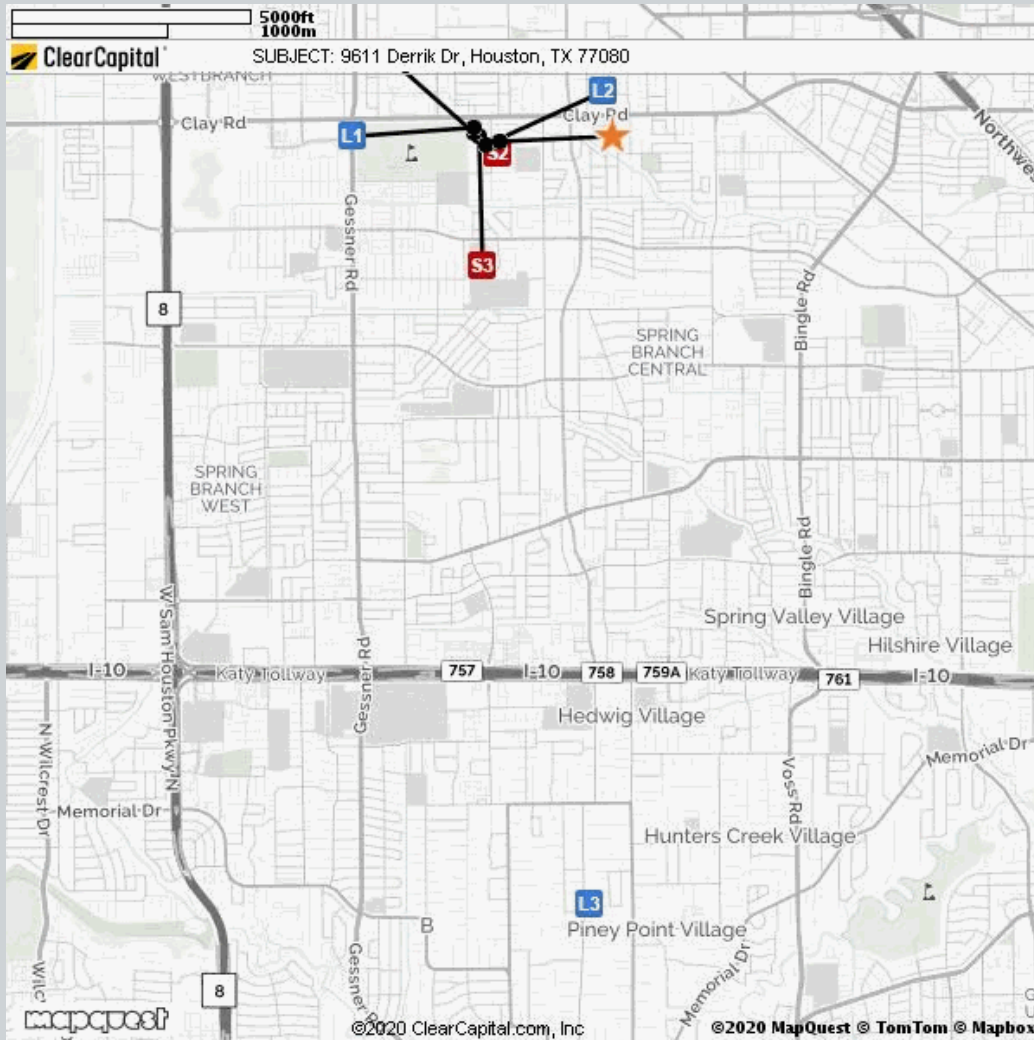 5000ft
1000m
ClearCapital
SUBJECT: 9611 Derrik Dr, Houston, TX 77080
WESTBRANCH
L2
Clay Rd
Clay Rd
L1
S2
Northwes
Gessner Rd
S3
Bingle Rd
8
SPRING
BRANCH
CENTRAL
SPRING
BRANCH
WEST
Bingle Rd
W Sam Houston Pkwy N
Spring Valley Village
Hilshire Village
Gessner Rd
I-10
Katy Tollway
757
I-10
758
759A
Katy Tollway
761
I-10
Hedwig Village
N Wilcrest Dr
Memorial Dr
Voss Rd
Memorial Dr
Hunters Creek Village
L3
B
Piney Point Village
Memorial Dr
Gessner R
Wilc
8
mapquest
©2020 ClearCapital.com, Inc
©2020 MapQuest © TomTom © Mapbox